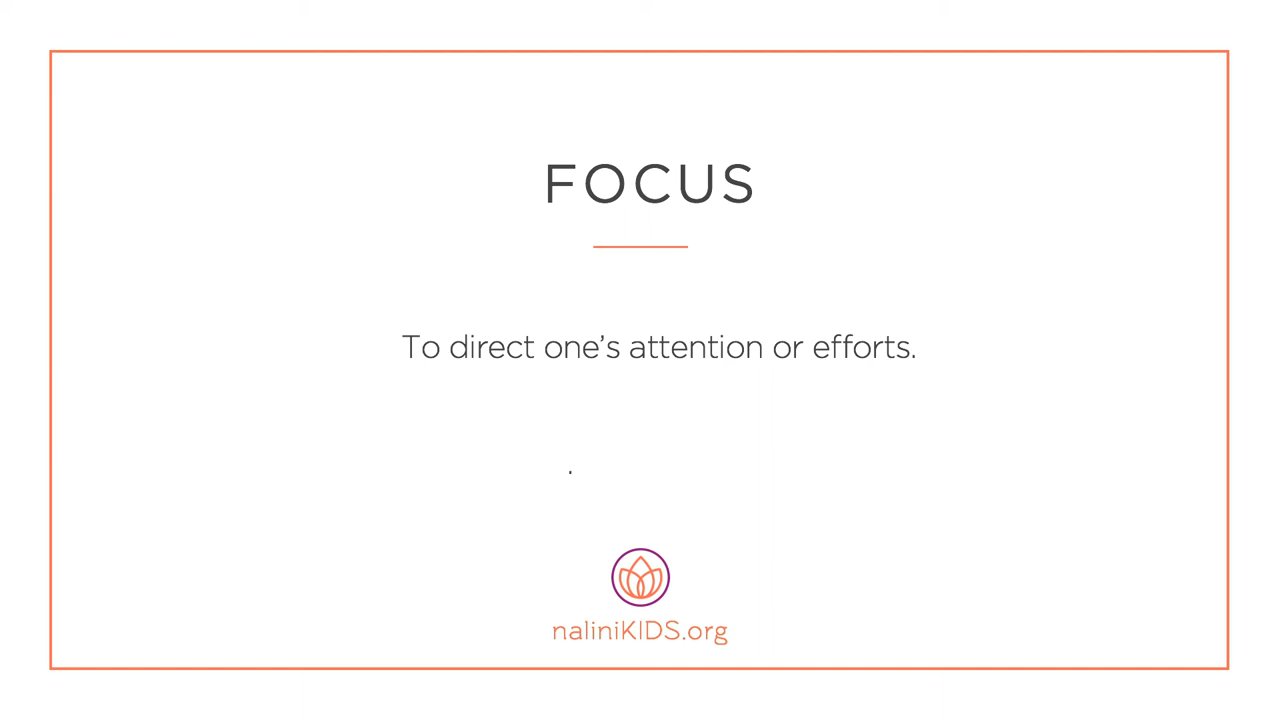 FOCUS
To direct one’s attention or efforts.
.
naliniKIDS.org